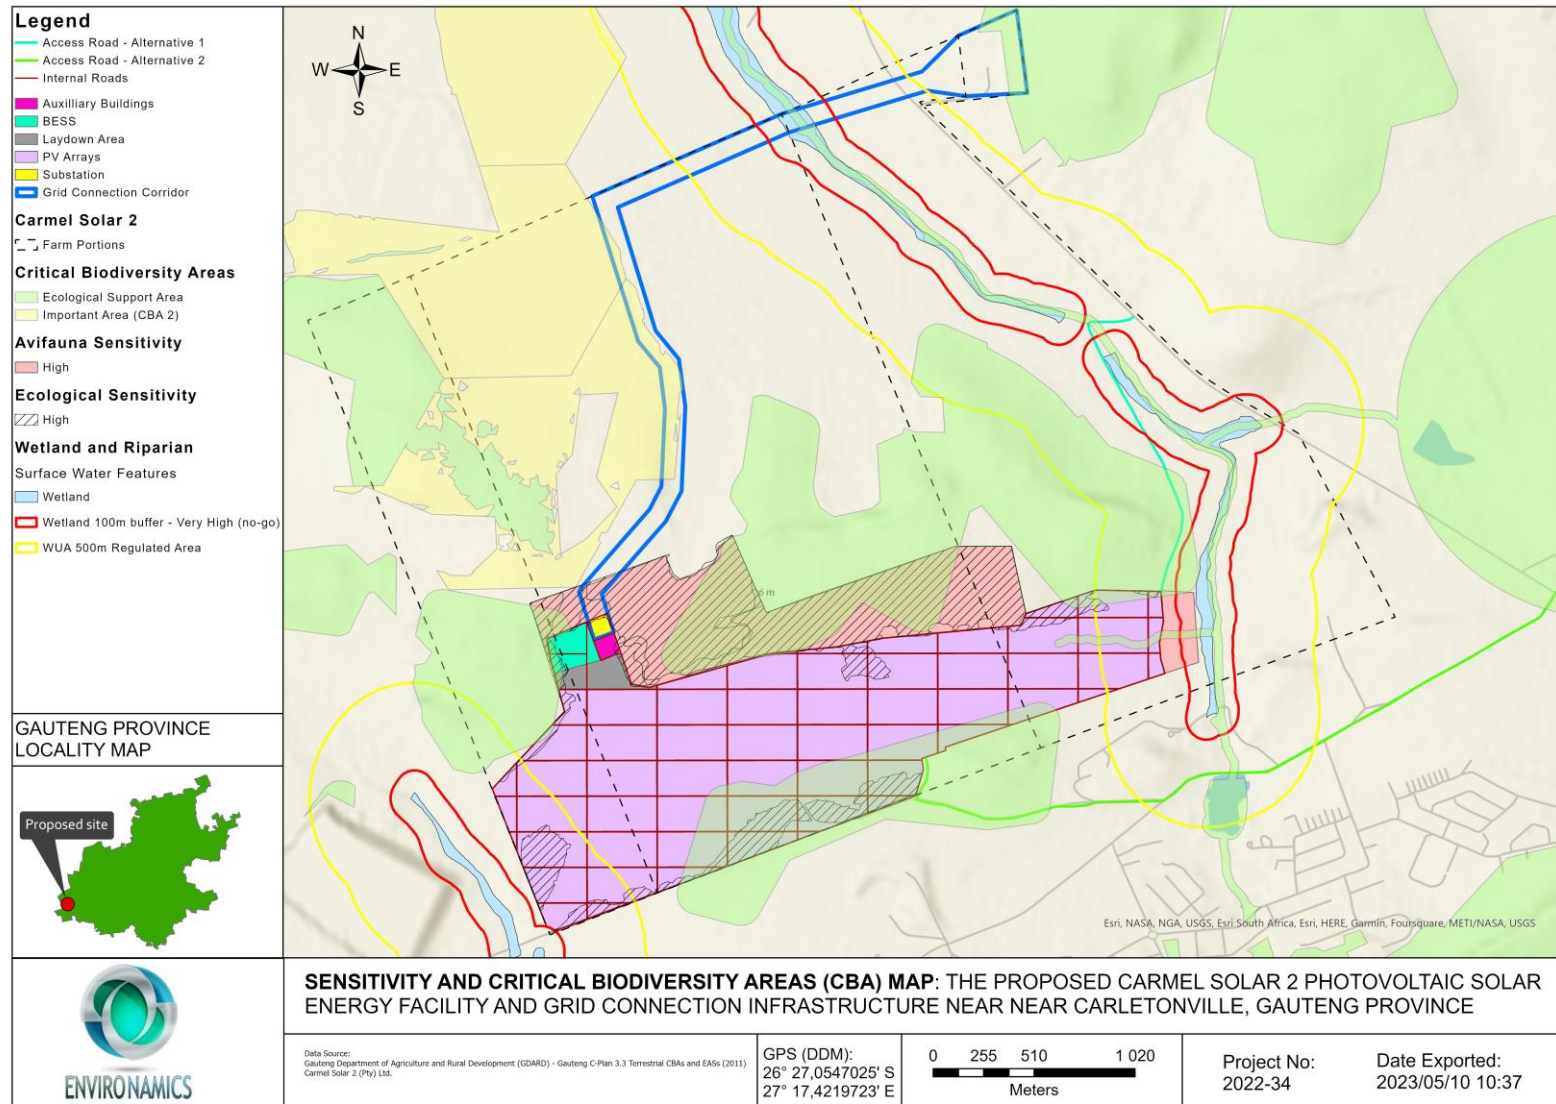 Legend
Access Road - Alternative 1
Access Road - Alternative 2
Internal Roads
Auxilliary Buildings
BESS
Laydown Area
PV Arrays
Substation
Grid Connection Corridor
Carmel Solar 2
Farm Portions
Critical Biodiversity Areas
Ecological Support Area
Important Area (CBA 2)
Avifauna Sensitivity
High
Ecological Sensitivity
High
Wetland and Riparian
Surface Water Features
Wetland
Wetland 100m buffer - Very High (no-go)
WUA 500m Regulated Area
GAUTENG PROVINCE
LOCALITY MAP
Proposed site
ENVIRONAMICS
N
W E
S
Esri, NASA, NGA, USGS, Esri South Africa, Esri, HERE, Garmin, Foursquare, METI/NASA, USGS
SENSITIVITY AND CRITICAL BIODIVERSITY AREAS (CBA) MAP: THE PROPOSED CARMEL SOLAR 2 PHOTOVOLTAIC SOLAR
ENERGY FACILITY AND GRID CONNECTION INFRASTRUCTURE NEAR NEAR CARLETONVILLE, GAUTENG PROVINCE
Data Source:
Gauteng Department of Agriculture and Rural Development (GDARD) - Gauteng C-Plan 3.3 Terrestrial CBAs and EASs (2011)
Carmel Solar 2 (Pty) Ltd.
GPS (DDM):
26° 27,0547025' S
27° 17,4219723' E
0 255 510 1 020
Meters
Project No:
2022-34
Date Exported:
2023/05/10 10:37